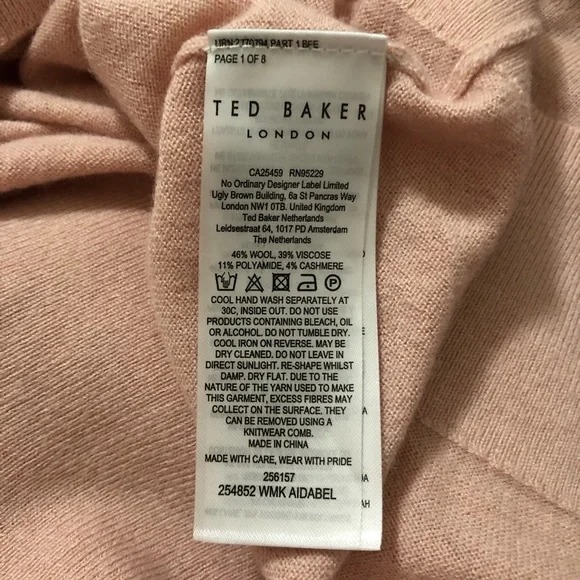 URN 2770794 PART 1 BFE
PAGE 1 OF 8
TED BAKER
LONDON
CA25459 RN95229
No Ordinary Designer Label Limited
Ugly Brown Building, 6a St Pancras Way
London NW1 0TB. United Kingdom
Ted Baker Netherlands
Leidsestraat 64, 1017 PD Amsterdam
The Netherlands
46% WOOL, 39% VISCOSE
11% POLYAMIDE, 4% CASHMERE
COOL HAND WASH SEPARATELY AT
30C, INSIDE OUT. DO NOT USE
PRODUCTS CONTAINING BLEACH, OIL
OR ALCOHOL. DO NOT TUMBLE DRY.
COOL IRON ON REVERSE. MAY BE
DRY CLEANED. DO NOT LEAVE IN
DIRECT SUNLIGHT. RE-SHAPE WHILST
DAMP. DRY FLAT. DUE TO THE
NATURE OF THE YARN USED TO MAKE
THIS GARMENT, EXCESS FIBRES MAY
COLLECT ON THE SURFACE. THEY
CAN BE REMOVED USING A
KNITWEAR COMB.
MADE IN CHINA
MADE WITH CARE, WEAR WITH PRIDE
256157
254852 WMK AIDABEL